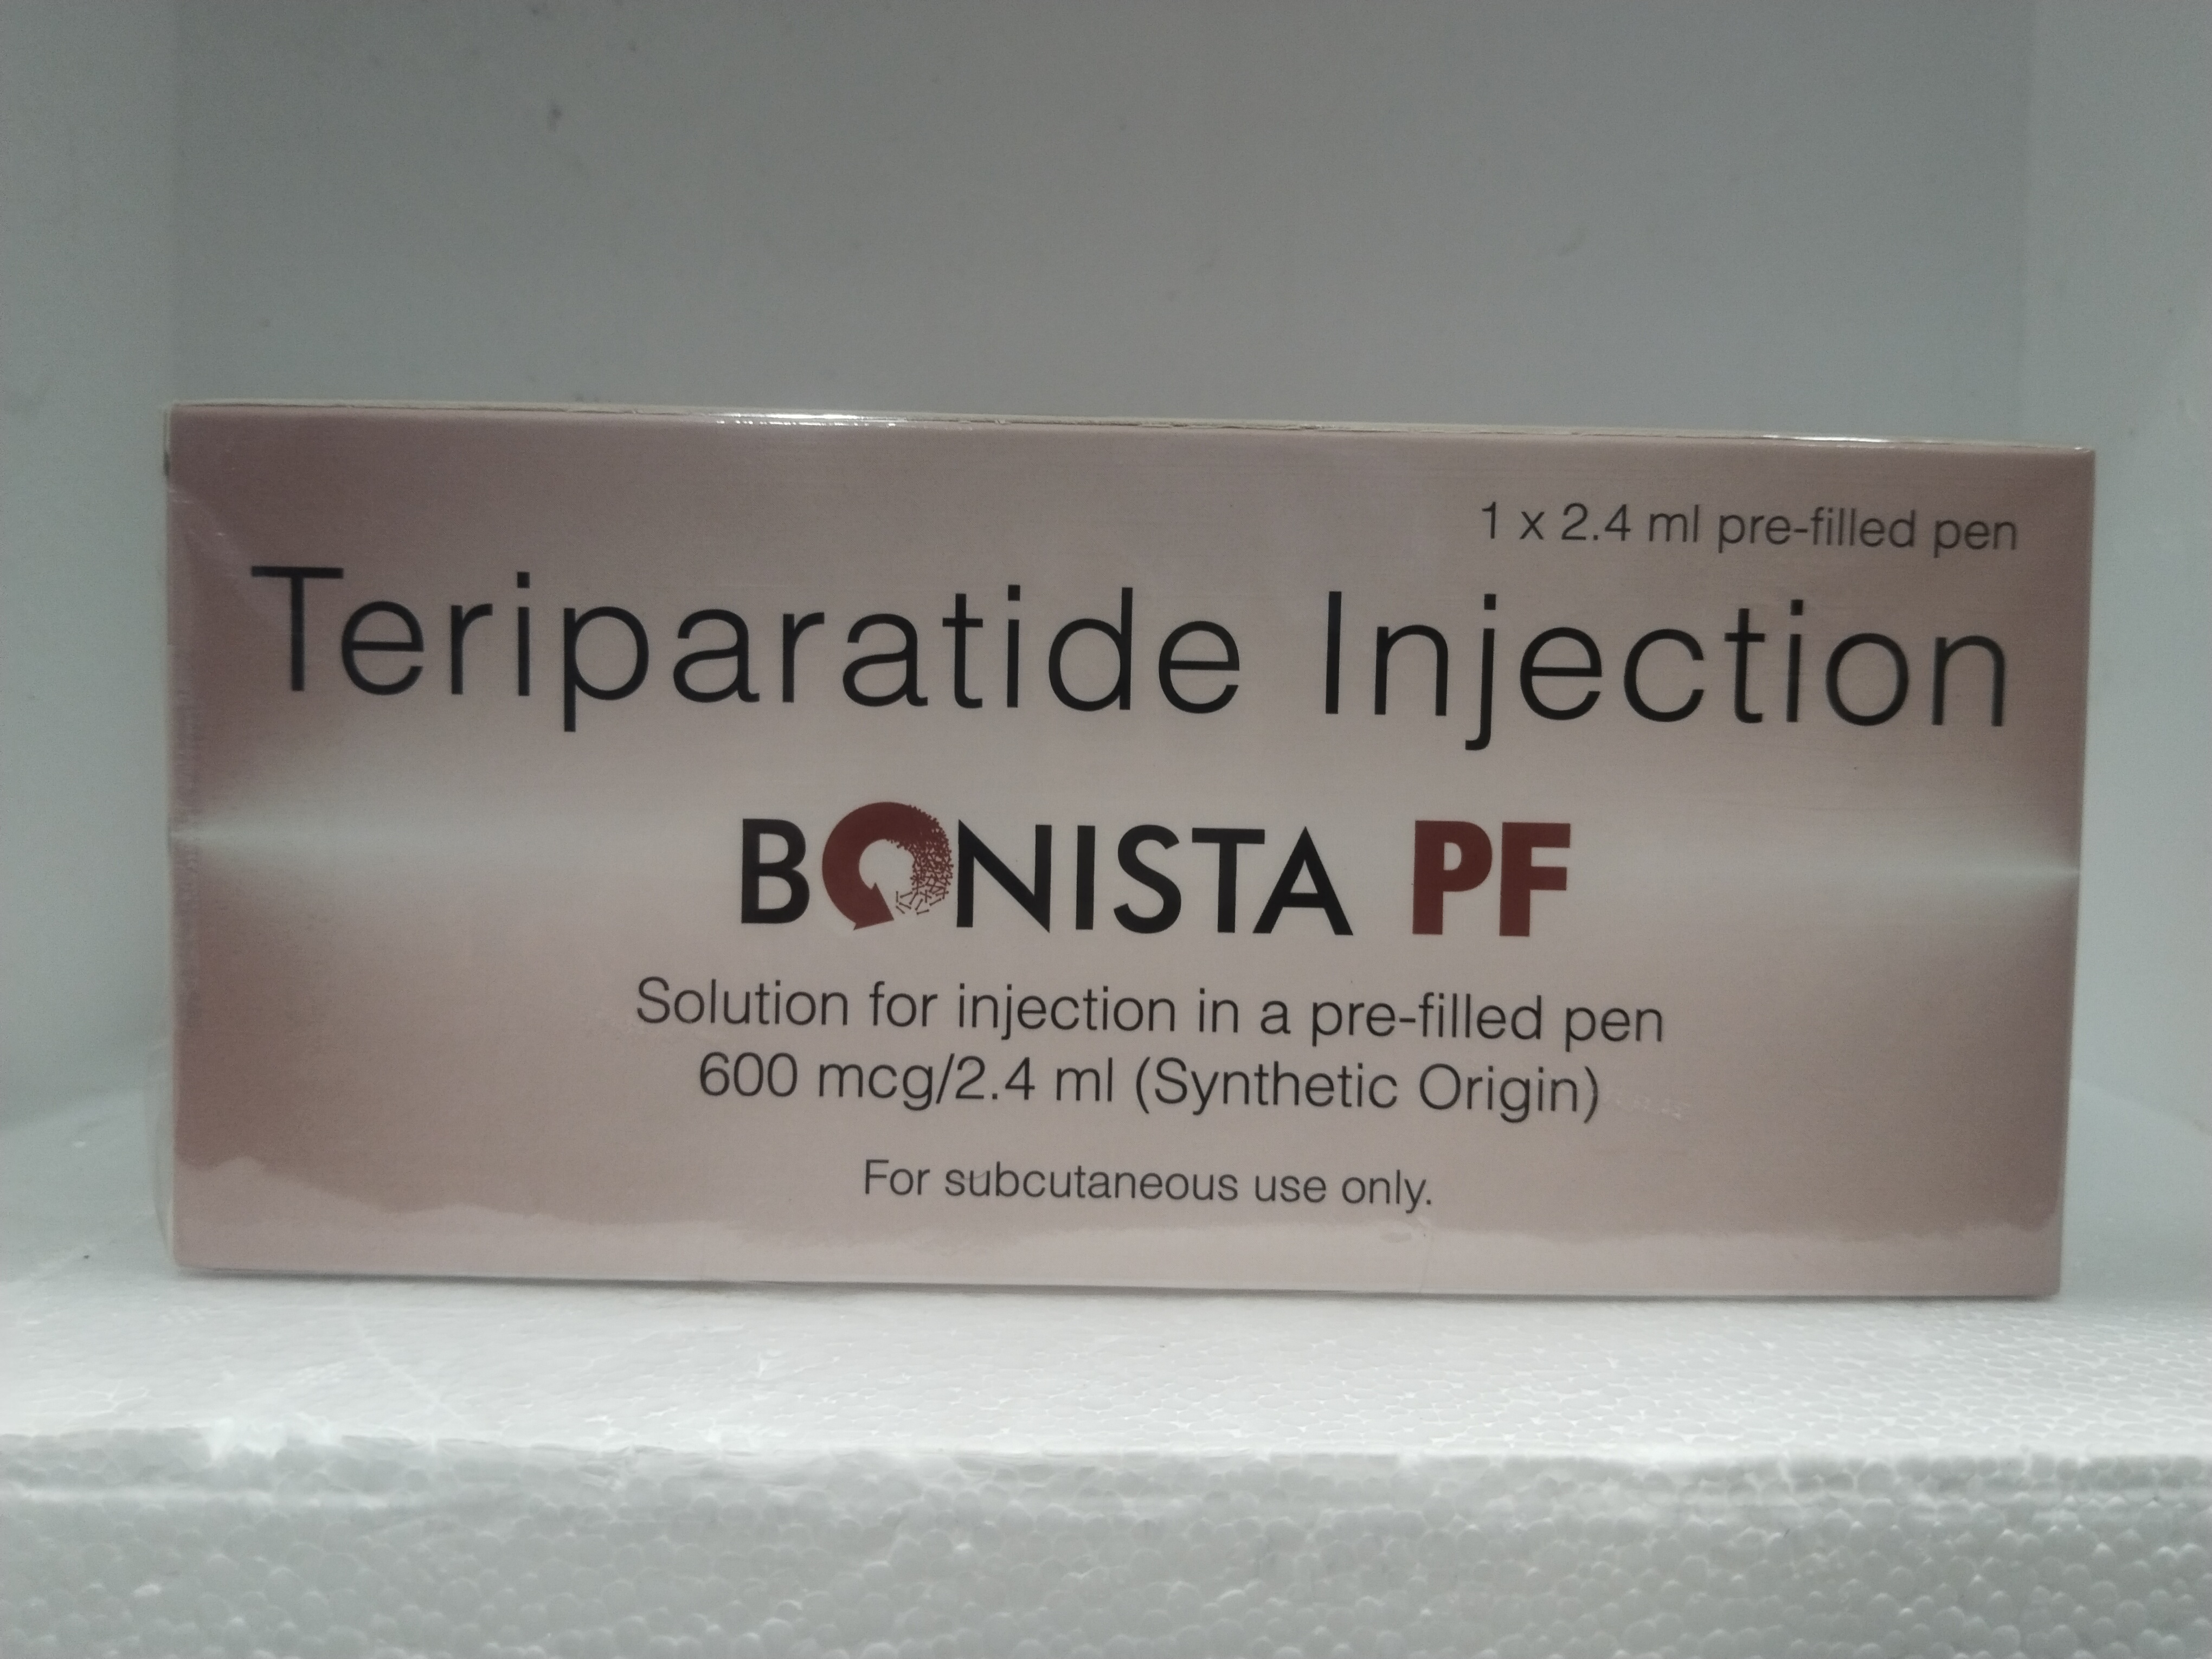 1 x 2.4 ml pre-filled pen
Teriparatide Injection
BONISTA PF
Solution for injection in a pre-filled pen
600 mcg/2.4 ml (Synthetic Origin)
For subcutaneous use only.